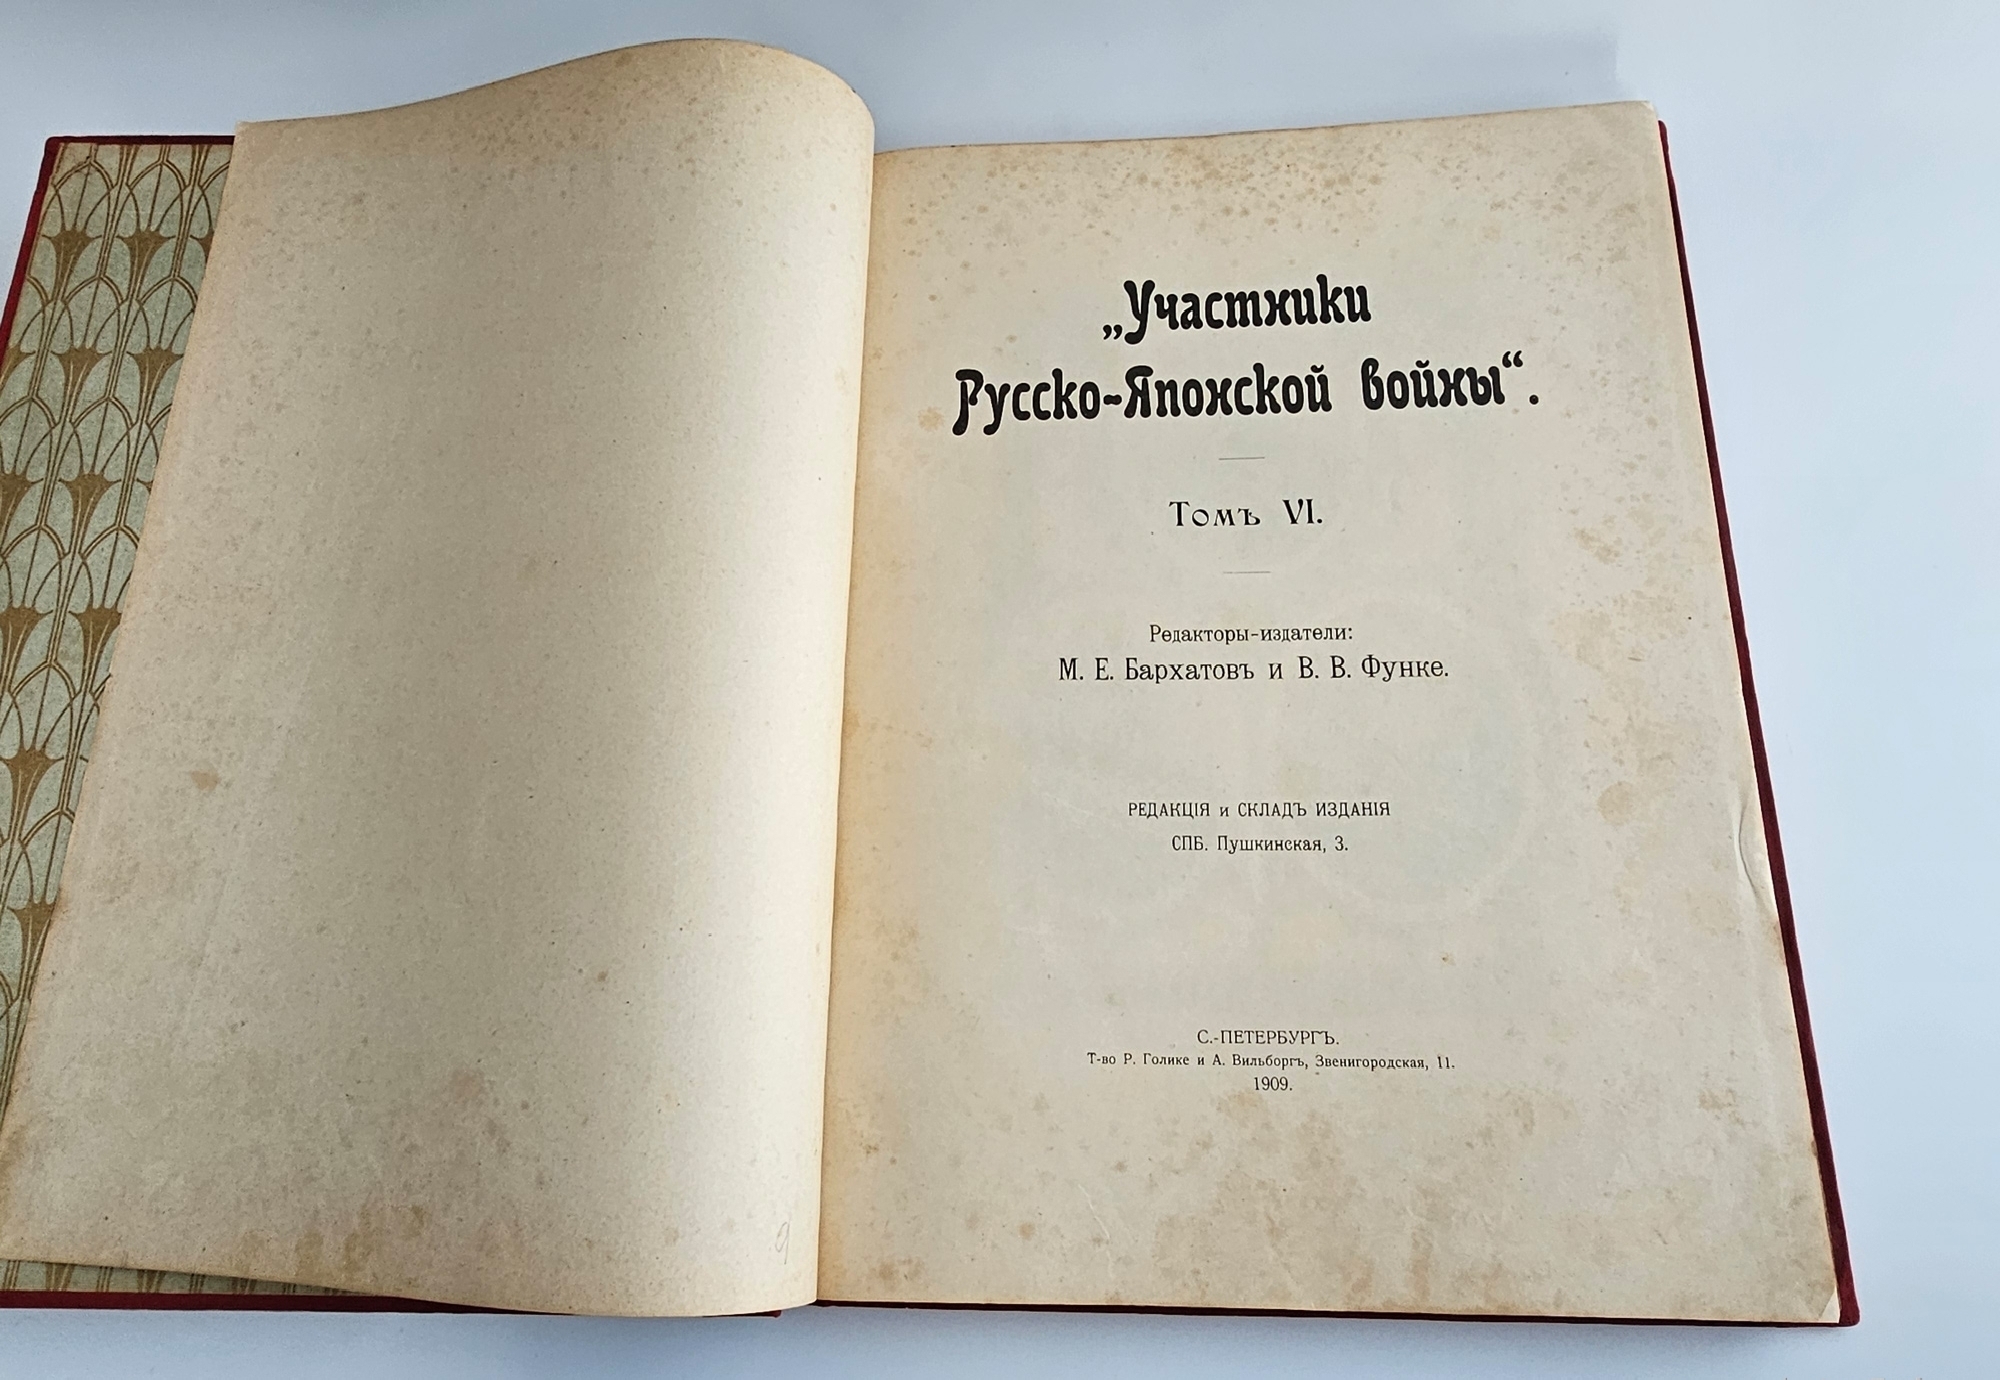 „Участники
Русско-Японской войны“.
Томъ VI.
Редакторы-издатели:
М. Е. Бархатовъ и В. В. Функе.
РЕДАКЦІЯ и СКЛАДЪ ИЗДАНІЯ
СПБ. Пушкинская, 3.
С.-ПЕТЕРБУРГЪ.
Т-во Р. Голике и А. Вильборгъ, Звенигородская, 11.
1909.
9